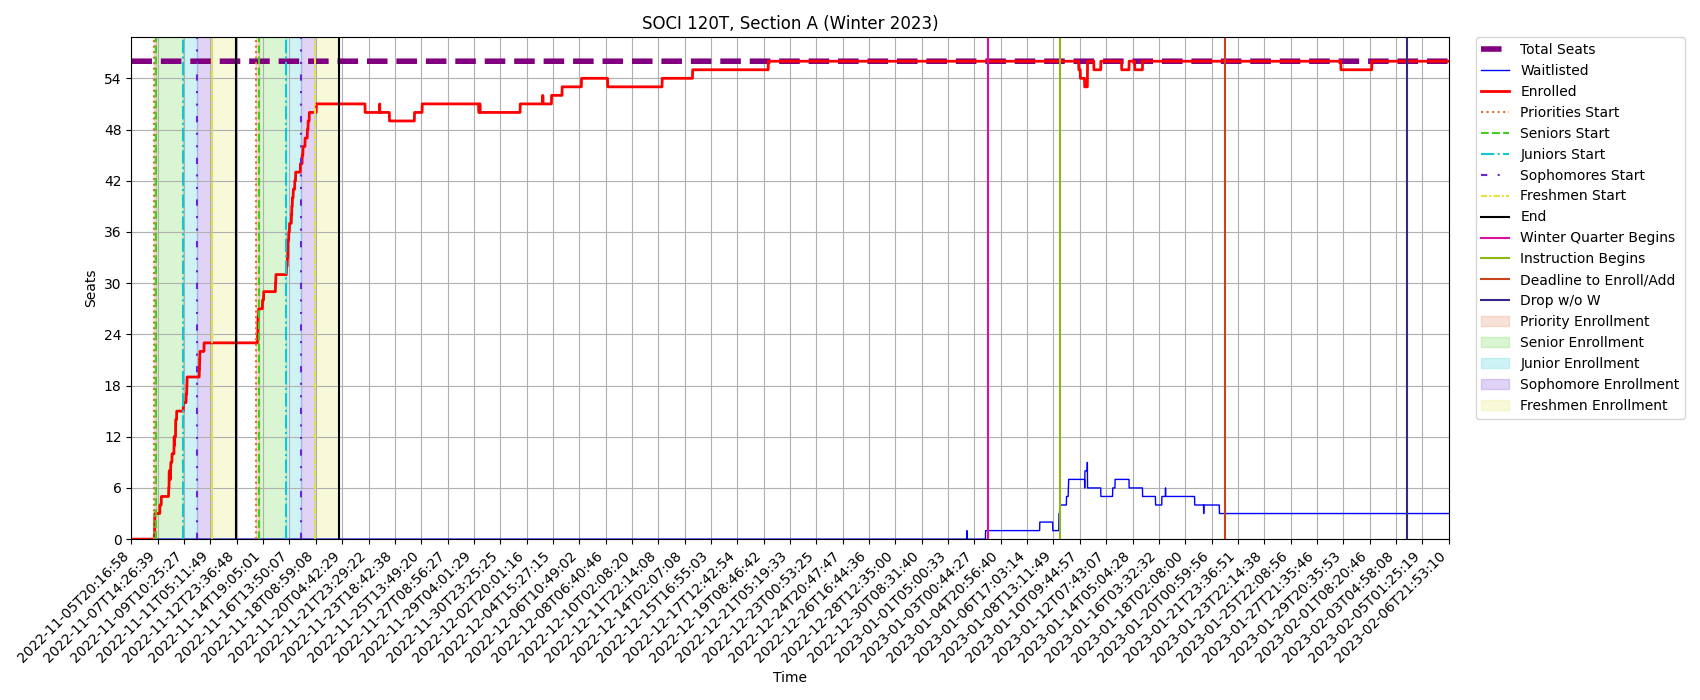 SOCI 120T, Section A (Winter 2023)
Seats
54
48
42
36
30
24
18
12
6
0
2022-11-05T20:16:58
2022-11-07T14:26:39
2022-11-09T10:25:27
2022-11-11T05:11:49
2022-11-12T23:36:48
2022-11-14T19:05:01
2022-11-16T13:50:07
2022-11-18T08:59:08
2022-11-20T04:42:29
2022-11-21T23:29:22
2022-11-23T18:42:38
2022-11-25T13:49:20
2022-11-27T08:56:27
2022-11-29T04:01:29
2022-11-30T23:25:25
2022-12-02T20:01:16
2022-12-04T15:27:15
2022-12-06T10:49:02
2022-12-08T06:40:46
2022-12-10T02:08:20
2022-12-11T22:14:08
2022-12-14T02:07:08
2022-12-15T16:55:03
2022-12-17T12:42:54
2022-12-19T08:46:42
2022-12-21T05:19:33
2022-12-23T00:53:25
2022-12-24T20:47:47
2022-12-26T16:44:36
2022-12-28T12:35:00
2022-12-30T08:31:40
2023-01-01T05:00:33
2023-01-03T00:44:27
2023-01-04T20:56:40
2023-01-06T17:03:14
2023-01-08T13:11:49
2023-01-10T09:44:57
2023-01-12T07:43:07
2023-01-14T05:04:28
2023-01-16T03:32:32
2023-01-18T02:08:00
2023-01-20T00:59:56
2023-01-21T23:36:51
2023-01-23T22:14:38
2023-01-25T22:08:56
2023-01-27T21:35:46
2023-01-29T20:35:53
2023-02-01T08:20:46
2023-02-03T04:58:08
2023-02-05T01:25:19
2023-02-06T21:53:10
Time
Total Seats
Waitlisted
Enrolled
Priorities Start
Seniors Start
Juniors Start
Sophomores Start
Freshmen Start
End
Winter Quarter Begins
Instruction Begins
Deadline to Enroll/Add
Drop w/o W
Priority Enrollment
Senior Enrollment
Junior Enrollment
Sophomore Enrollment
Freshmen Enrollment